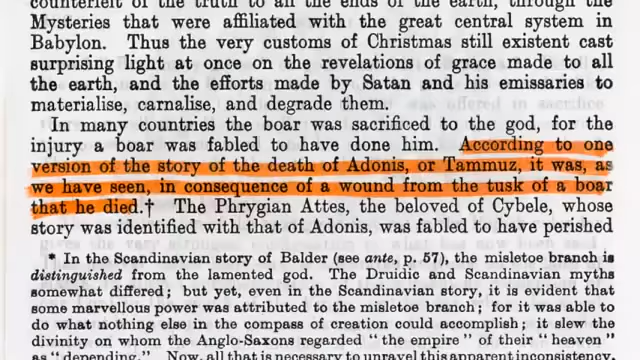 counterfeit of the truth to all the ends of the earth, through the
Mysteries that were affiliated with the great central system in
Babylon. Thus the very customs of Christmas still existent cast
surprising light at once on the revelations of grace made to all
the earth, and the efforts made by Satan and his emissaries to
materialise, carnalise, and degrade them.
In many countries the boar was sacrificed to the god, for the
injury a boar was fabled to have done him. According to one
version of the story of the death of Adonis, or Tammuz, it was, as
we have seen, in consequence of a wound from the tusk of a boar
that he died.† The Phrygian Attes, the beloved of Cybele, whose
story was identified with that of Adonis, was fabled to have perished
* In the Scandinavian story of Balder (see ante, p. 57), the misletoe branch is
distinguished from the lamented god. The Druidic and Scandinavian myths
somewhat differed; but yet, even in the Scandinavian story, it is evident that
some marvellous power was attributed to the misletoe branch; for it was able to
do what nothing else in the compass of creation could accomplish; it slew the
divinity on whom the Anglo-Saxons regarded "the empire" of their "heaven"
as "depending." Now, all that is necessary to unravel this apparent inconsistency,